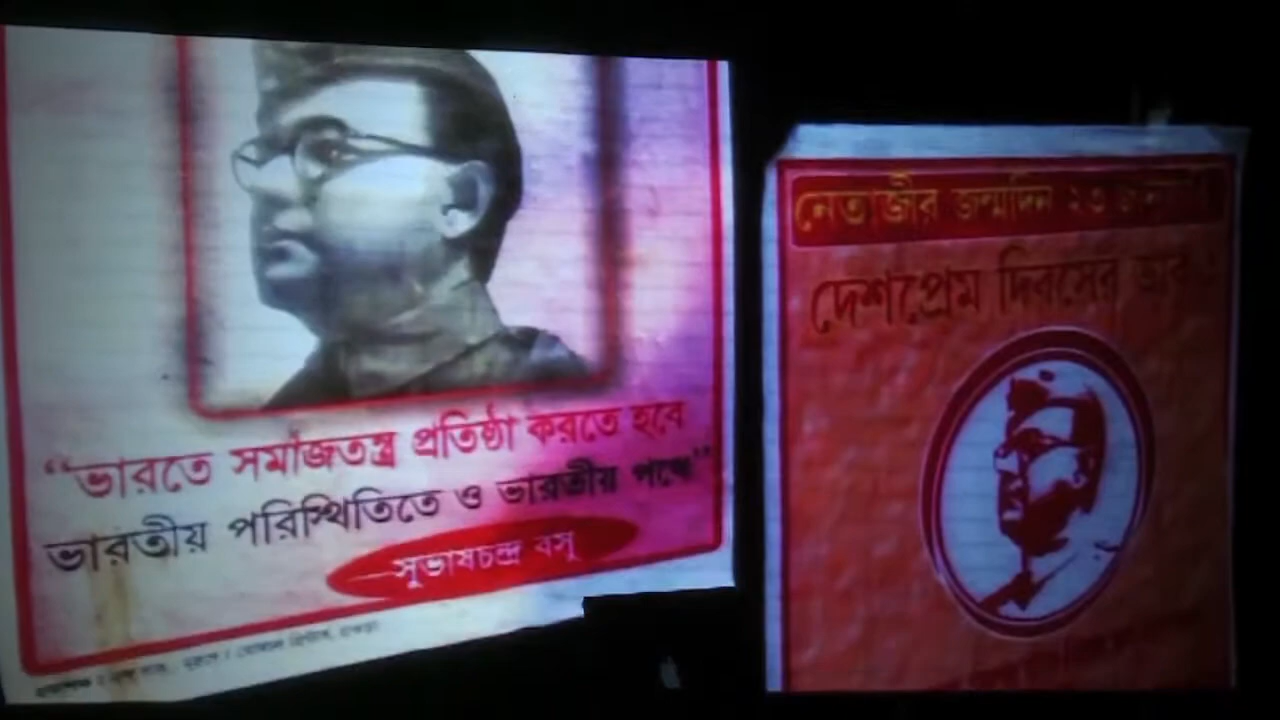 “ভারতে সমাজতন্ত্র প্রতিষ্ঠা করতে হবে
ভারতীয় পরিস্থিতিতে ও ভারতীয় পথে”
সুভাষচন্দ্র বসু
নেতাজীর জন্মদিন ২৩
দেশপ্রেম দিবসের